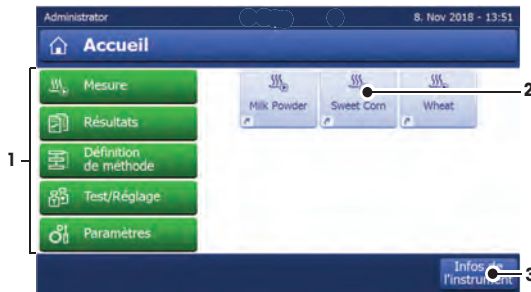 Administrator
8. Nov 2018 - 13:51
Accueil
1
Mesure
Résultats
Définition
de méthode
Test/Réglage
Paramètres
Milk Powder
Sweet Corn
Wheat
2
Infos de
l'instrument
3